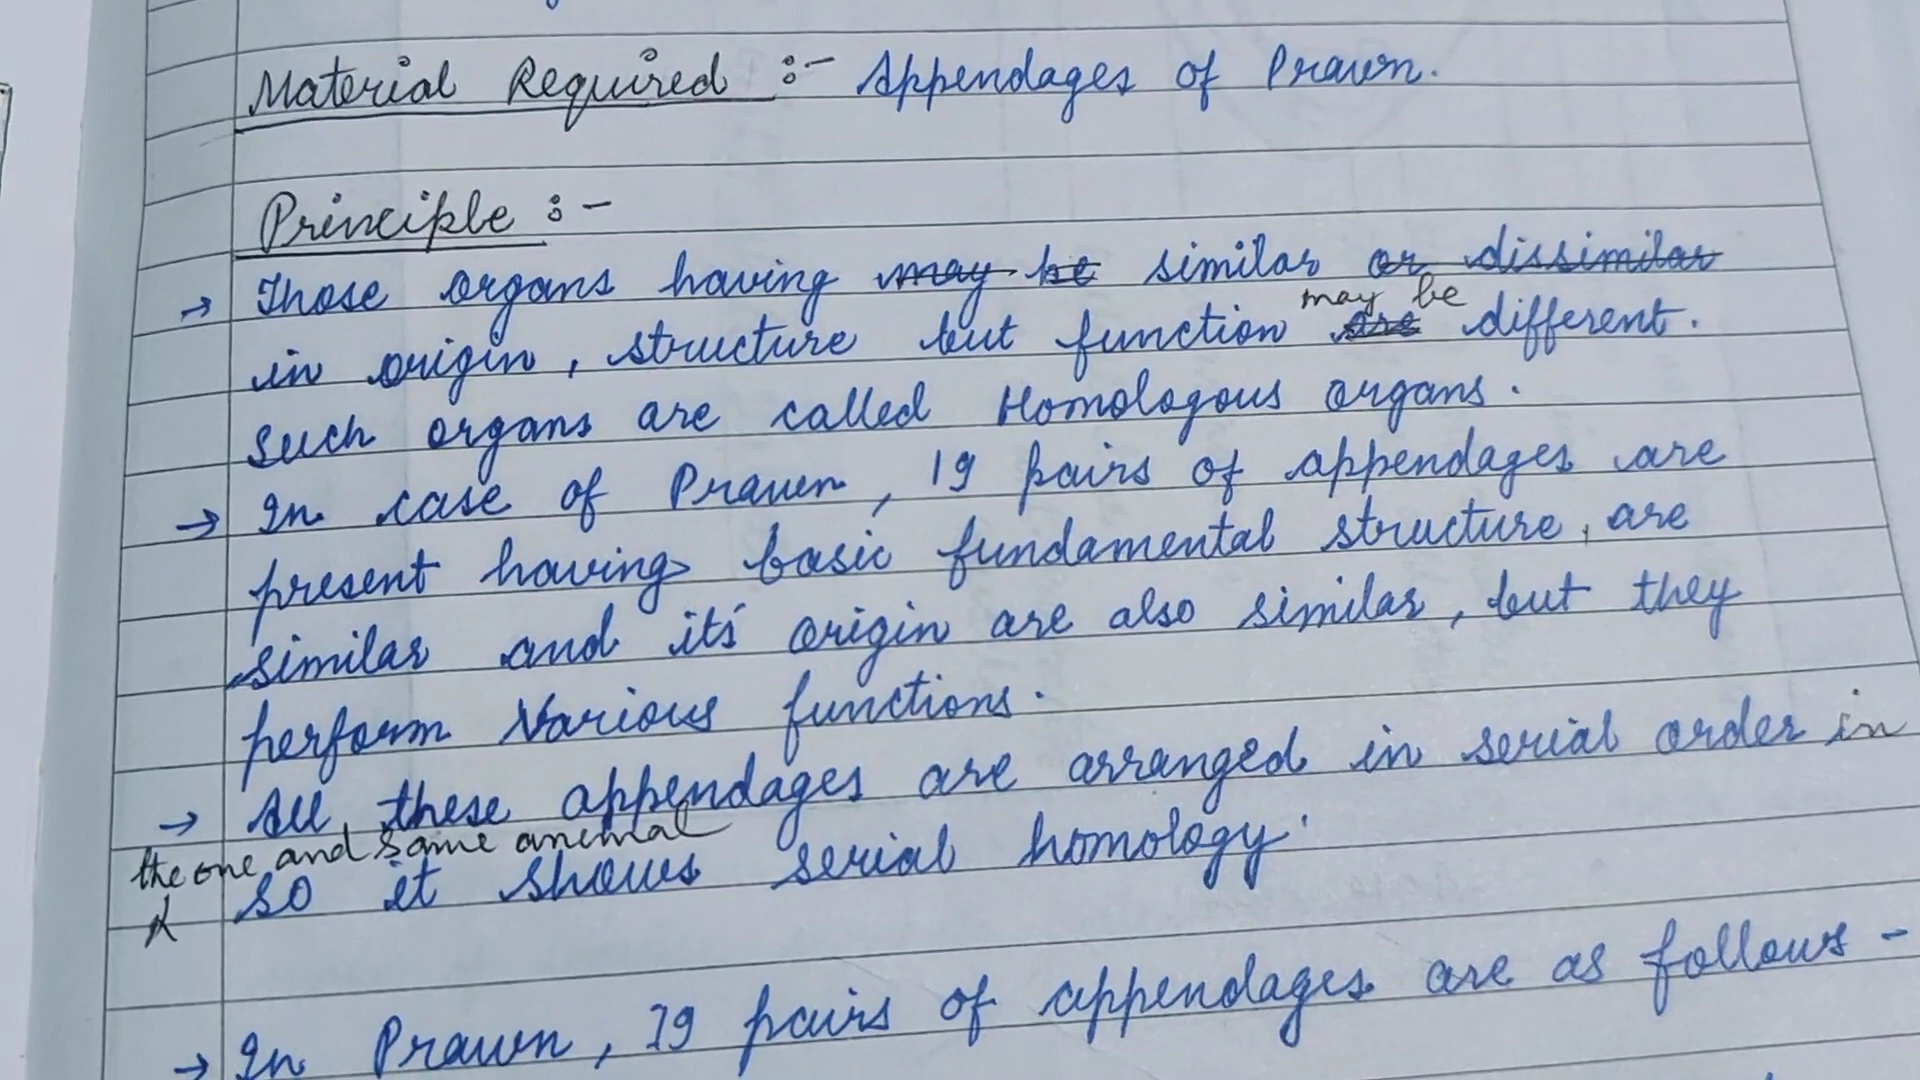 Material Required :- Appendages of Prawn.
Principle :-
→ Those organs having may be similar or dissimilar
in origin, structure but function are may be different.
such organs are called Homologous organs.
→ In case of Prawn, 19 pairs of appendages are
present having basic fundamental structure, are
similar and its' origin are also similar, but they
perform Various functions.
→ All these appendages are arranged in serial order in
the one and same animal
so it shows serial homology.
→ In Prawn, 19 pairs of appendages are as follows -